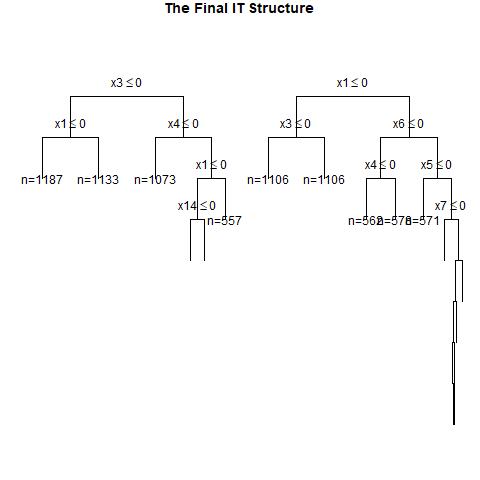 The Final IT Structure
x3 ≤ 0
x1 ≤ 0
x1 ≤ 0
x4 ≤ 0
x3 ≤ 0
x6 ≤ 0
x1 ≤ 0
x4 ≤ 0
x5 ≤ 0
n=1187
n=1133
n=1073
n=1106
n=1106
x14 ≤ 0
x7 ≤ 0
n=557
n=562
n=578
n=571